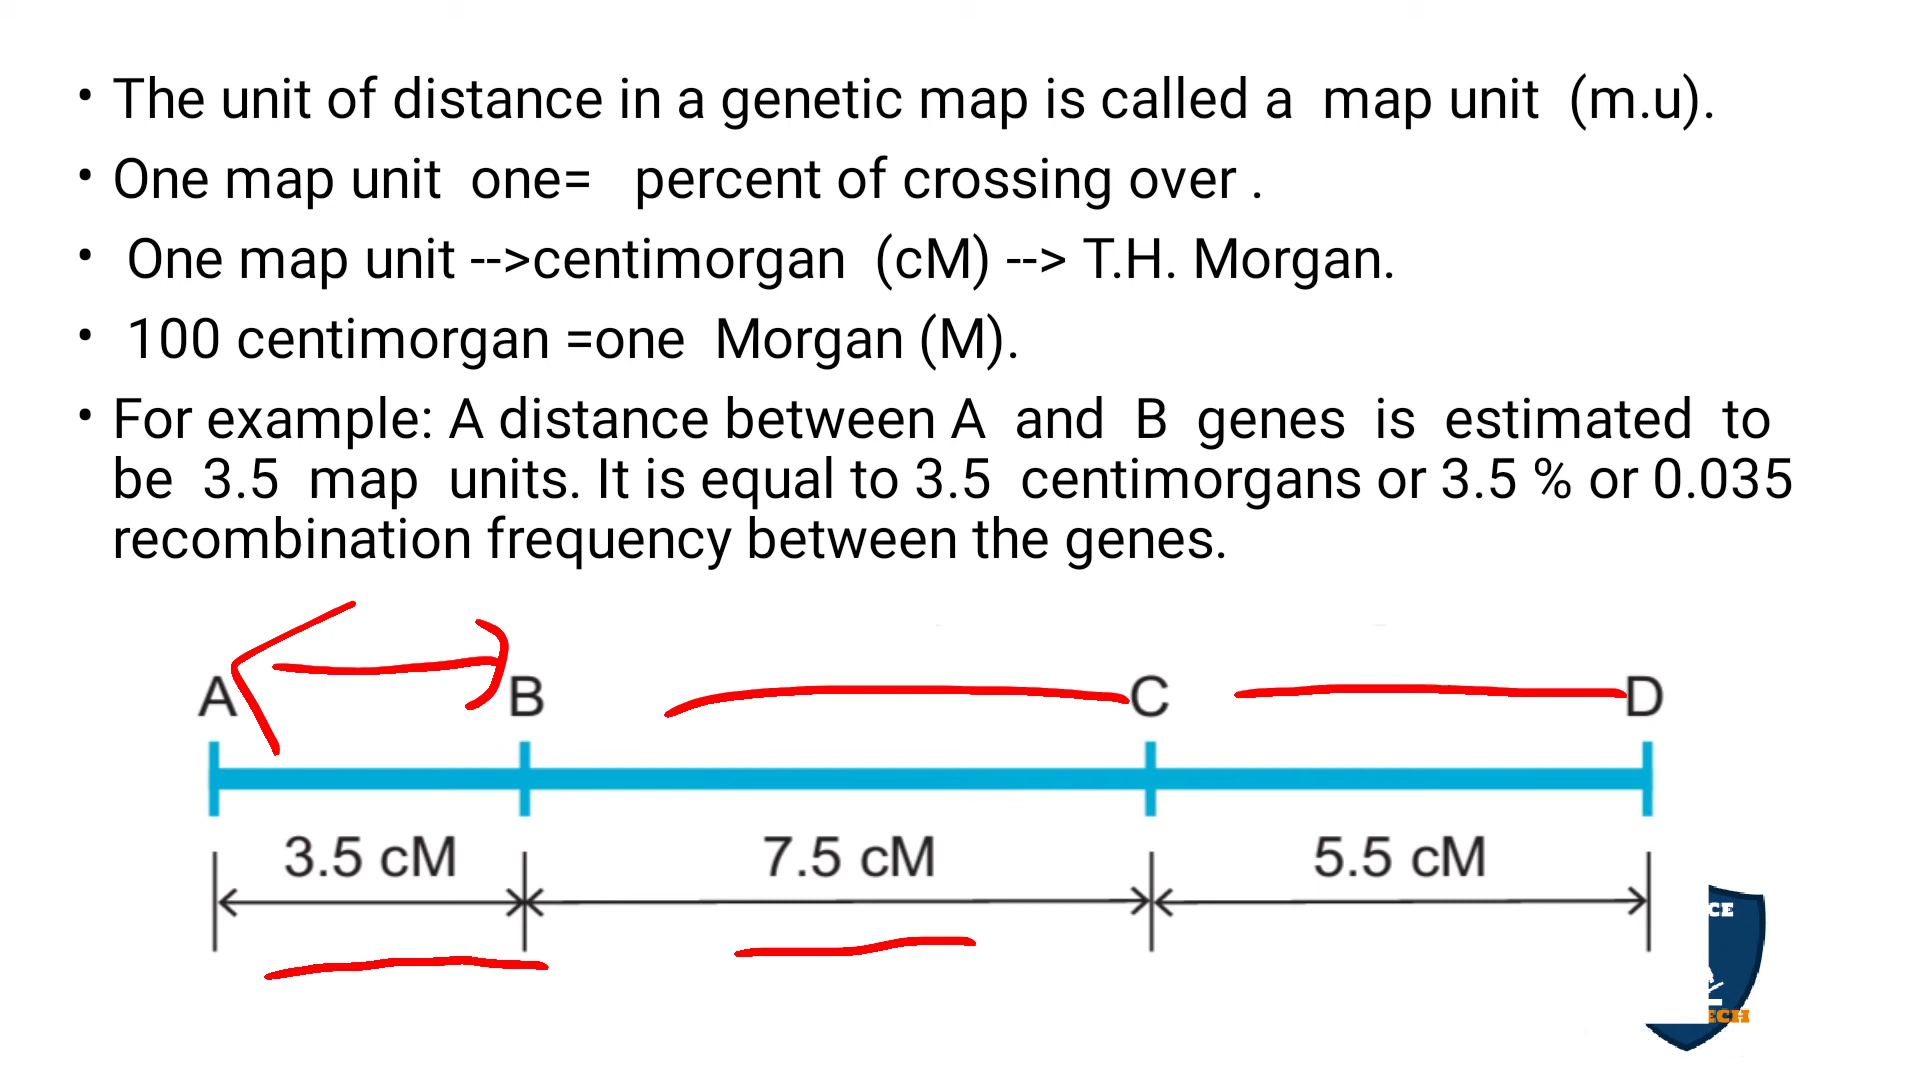 • The unit of distance in a genetic map is called a map unit (m.u).
• One map unit one= percent of crossing over .
• One map unit -->centimorgan (cM) --> T.H. Morgan.
• 100 centimorgan =one Morgan (M).
• For example: A distance between A and B genes is estimated to
be 3.5 map units. It is equal to 3.5 centimorgans or 3.5 % or 0.035
recombination frequency between the genes.
A B C D
3.5 cM 7.5 cM 5.5 cM
CE
ECH